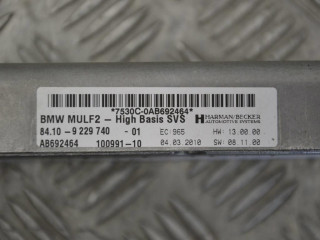 *7530C-0AB692464*
BMW MULF2 – High Basis SVS HARMAN/BECKER
AUTOMOTIVE SYSTEMS
84.10 - 9 229 740 - 01 EC: 965 HW: 13.00.00
AB692464 100991-10 04.03.2010 SW: 08.11.00